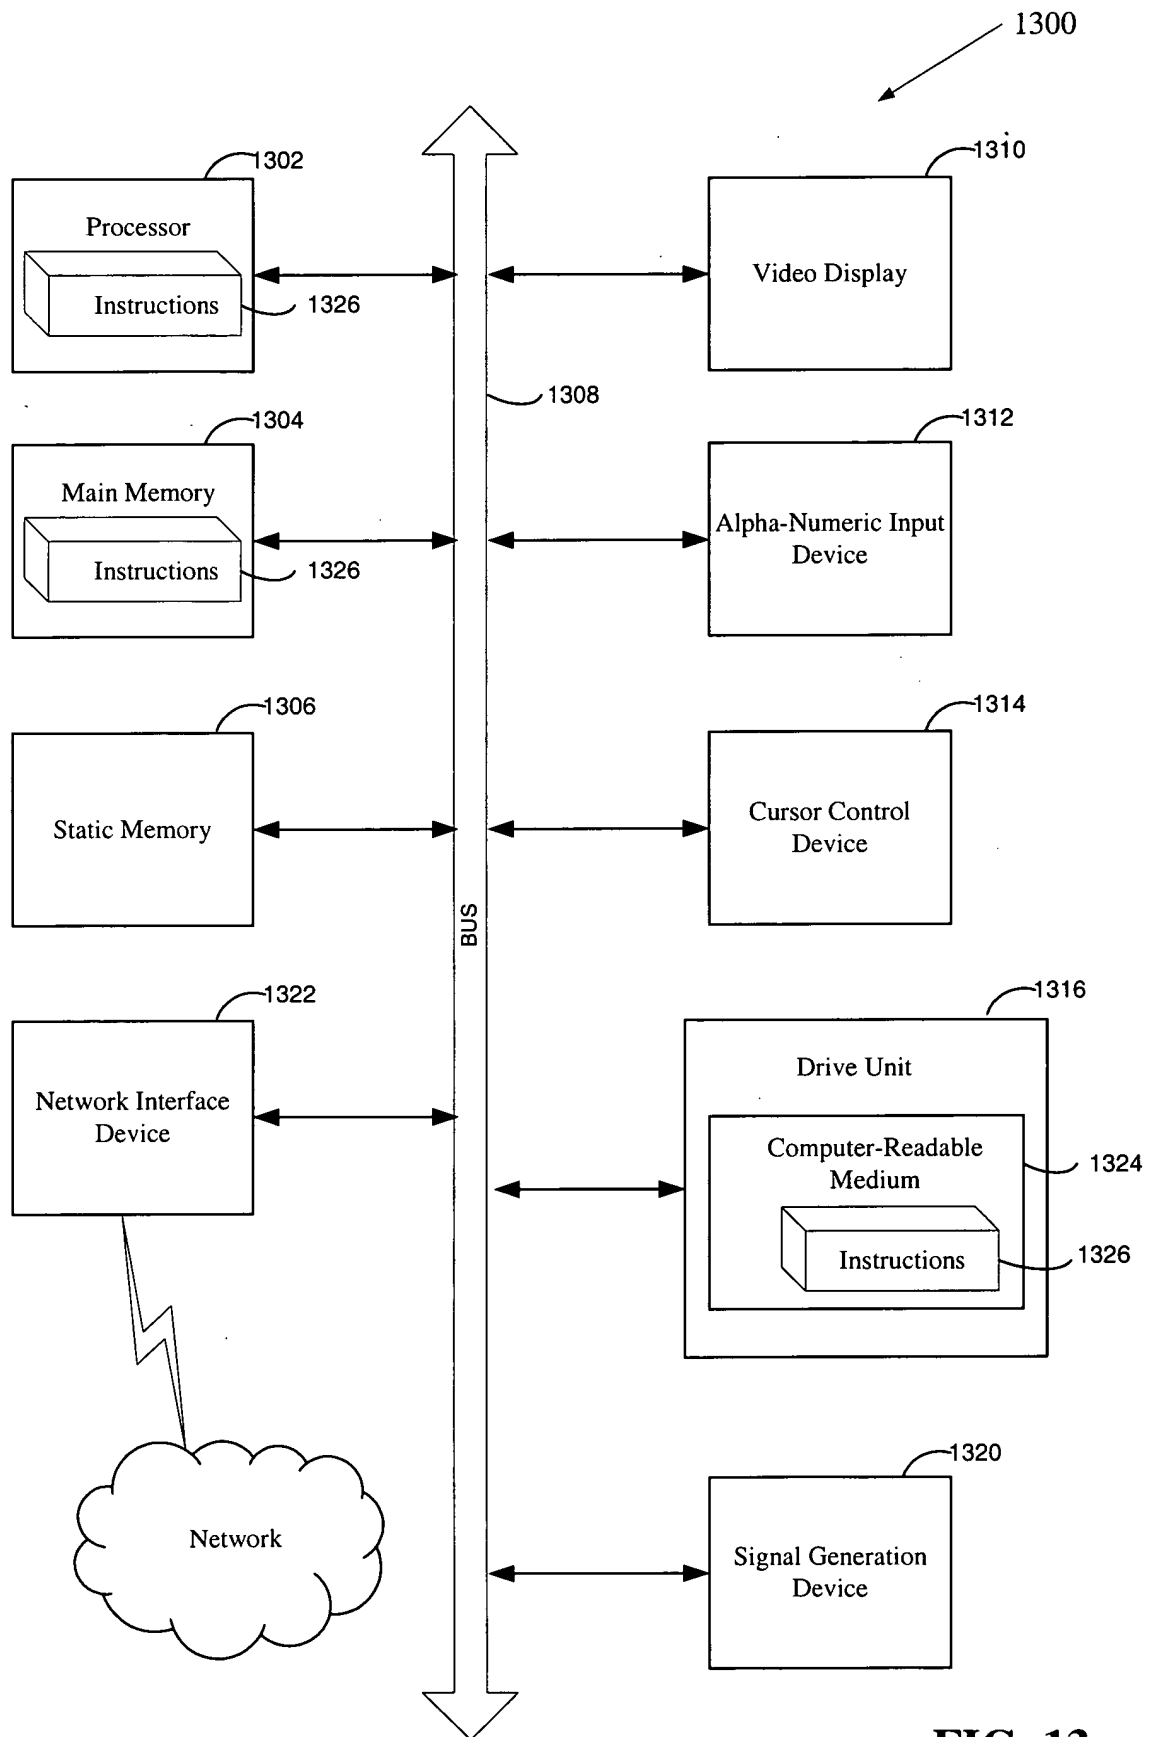 1300
1302
Processor
Instructions
1326
1310
Video Display
1308
1304
Main Memory
Instructions
1326
1312
Alpha-Numeric Input
Device
1306
Static Memory
1314
Cursor Control
Device
BUS
1322
Network Interface
Device
1316
Drive Unit
Computer-Readable
Medium
1324
Instructions
1326
Network
1320
Signal Generation
Device